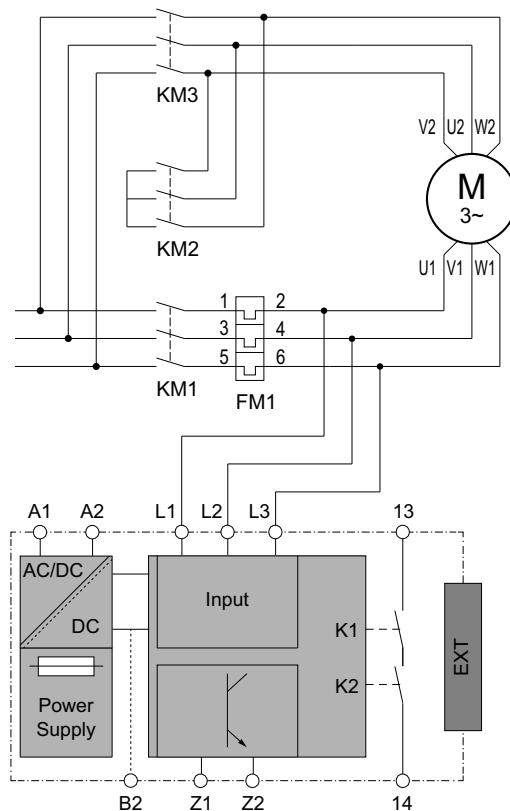 KM3
V2 U2 W2
M
3~
KM2
U1 V1 W1
1 2
3 4
5 6
KM1 FM1
A1 A2 L1 L2 L3 13
AC/DC
DC
Input
K1
K2
EXT
Power
Supply
B2 Z1 Z2 14